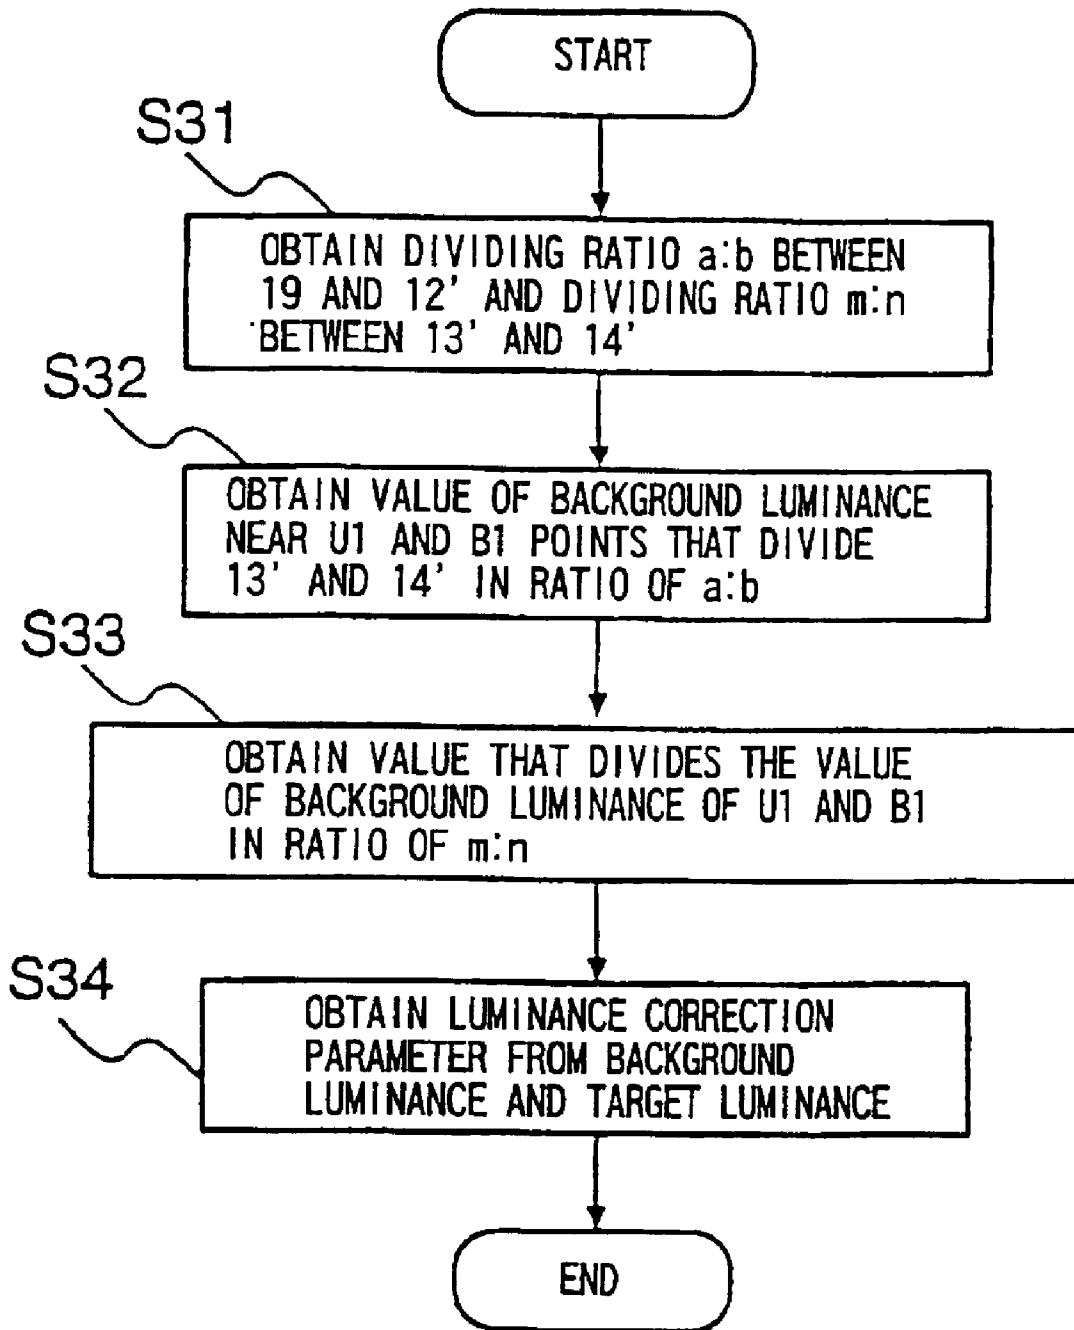 START
S31
OBTAIN DIVIDING RATIO a:b BETWEEN
19 AND 12' AND DIVIDING RATIO m:n
BETWEEN 13' AND 14'
S32
OBTAIN VALUE OF BACKGROUND LUMINANCE
NEAR U1 AND B1 POINTS THAT DIVIDE
13' AND 14' IN RATIO OF a:b
S33
OBTAIN VALUE THAT DIVIDES THE VALUE
OF BACKGROUND LUMINANCE OF U1 AND B1
IN RATIO OF m:n
S34
OBTAIN LUMINANCE CORRECTION
PARAMETER FROM BACKGROUND
LUMINANCE AND TARGET LUMINANCE
END